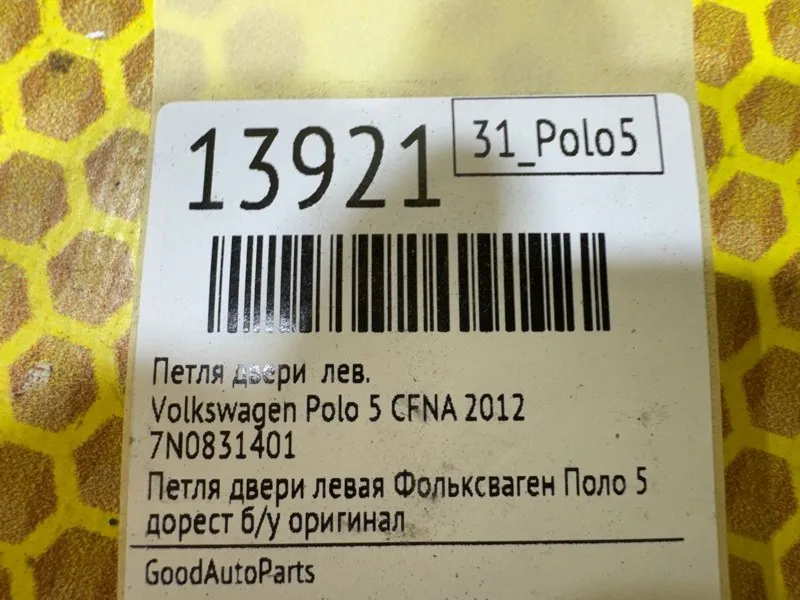 13921
31_Polo5
Петля двери лев.
Volkswagen Polo 5 CFNA 2012
7N0831401
Петля двери левая Фольксваген Поло 5
дорест б/у оригинал
GoodAutoParts